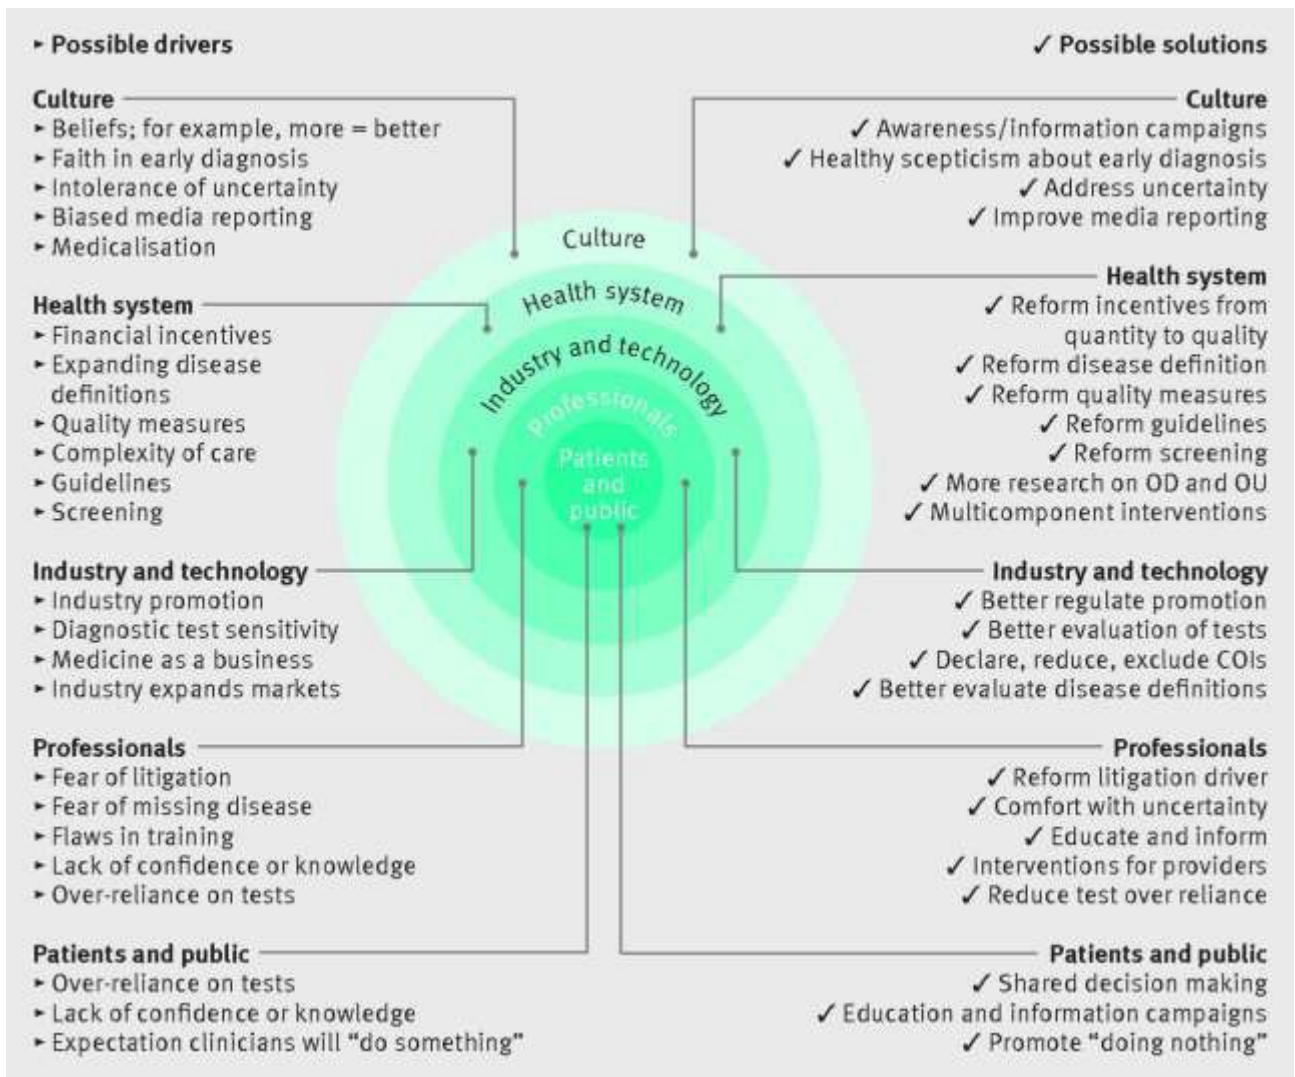 ► Possible drivers
Culture
► Beliefs; for example, more = better
► Faith in early diagnosis
► Intolerance of uncertainty
► Biased media reporting
► Medicalisation
Health system
► Financial incentives
► Expanding disease
definitions
► Quality measures
► Complexity of care
► Guidelines
► Screening
Industry and technology
► Industry promotion
► Diagnostic test sensitivity
► Medicine as a business
► Industry expands markets
Professionals
► Fear of litigation
► Fear of missing disease
► Flaws in training
► Lack of confidence or knowledge
► Over-reliance on tests
Patients and public
► Over-reliance on tests
► Lack of confidence or knowledge
► Expectation clinicians will “do something”
Culture
Health system
Industry and technology
Professionals
Patients
and
public
✓ Possible solutions
Culture
✓ Awareness/information campaigns
✓ Healthy scepticism about early diagnosis
✓ Address uncertainty
✓ Improve media reporting
Health system
✓ Reform incentives from
quantity to quality
✓ Reform disease definition
✓ Reform quality measures
✓ Reform guidelines
✓ Reform screening
✓ More research on OD and OU
✓ Multicomponent interventions
Industry and technology
✓ Better regulate promotion
✓ Better evaluation of tests
✓ Declare, reduce, exclude COIs
✓ Better evaluate disease definitions
Professionals
✓ Reform litigation driver
✓ Comfort with uncertainty
✓ Educate and inform
✓ Interventions for providers
✓ Reduce test over reliance
Patients and public
✓ Shared decision making
✓ Education and information campaigns
✓ Promote “doing nothing”